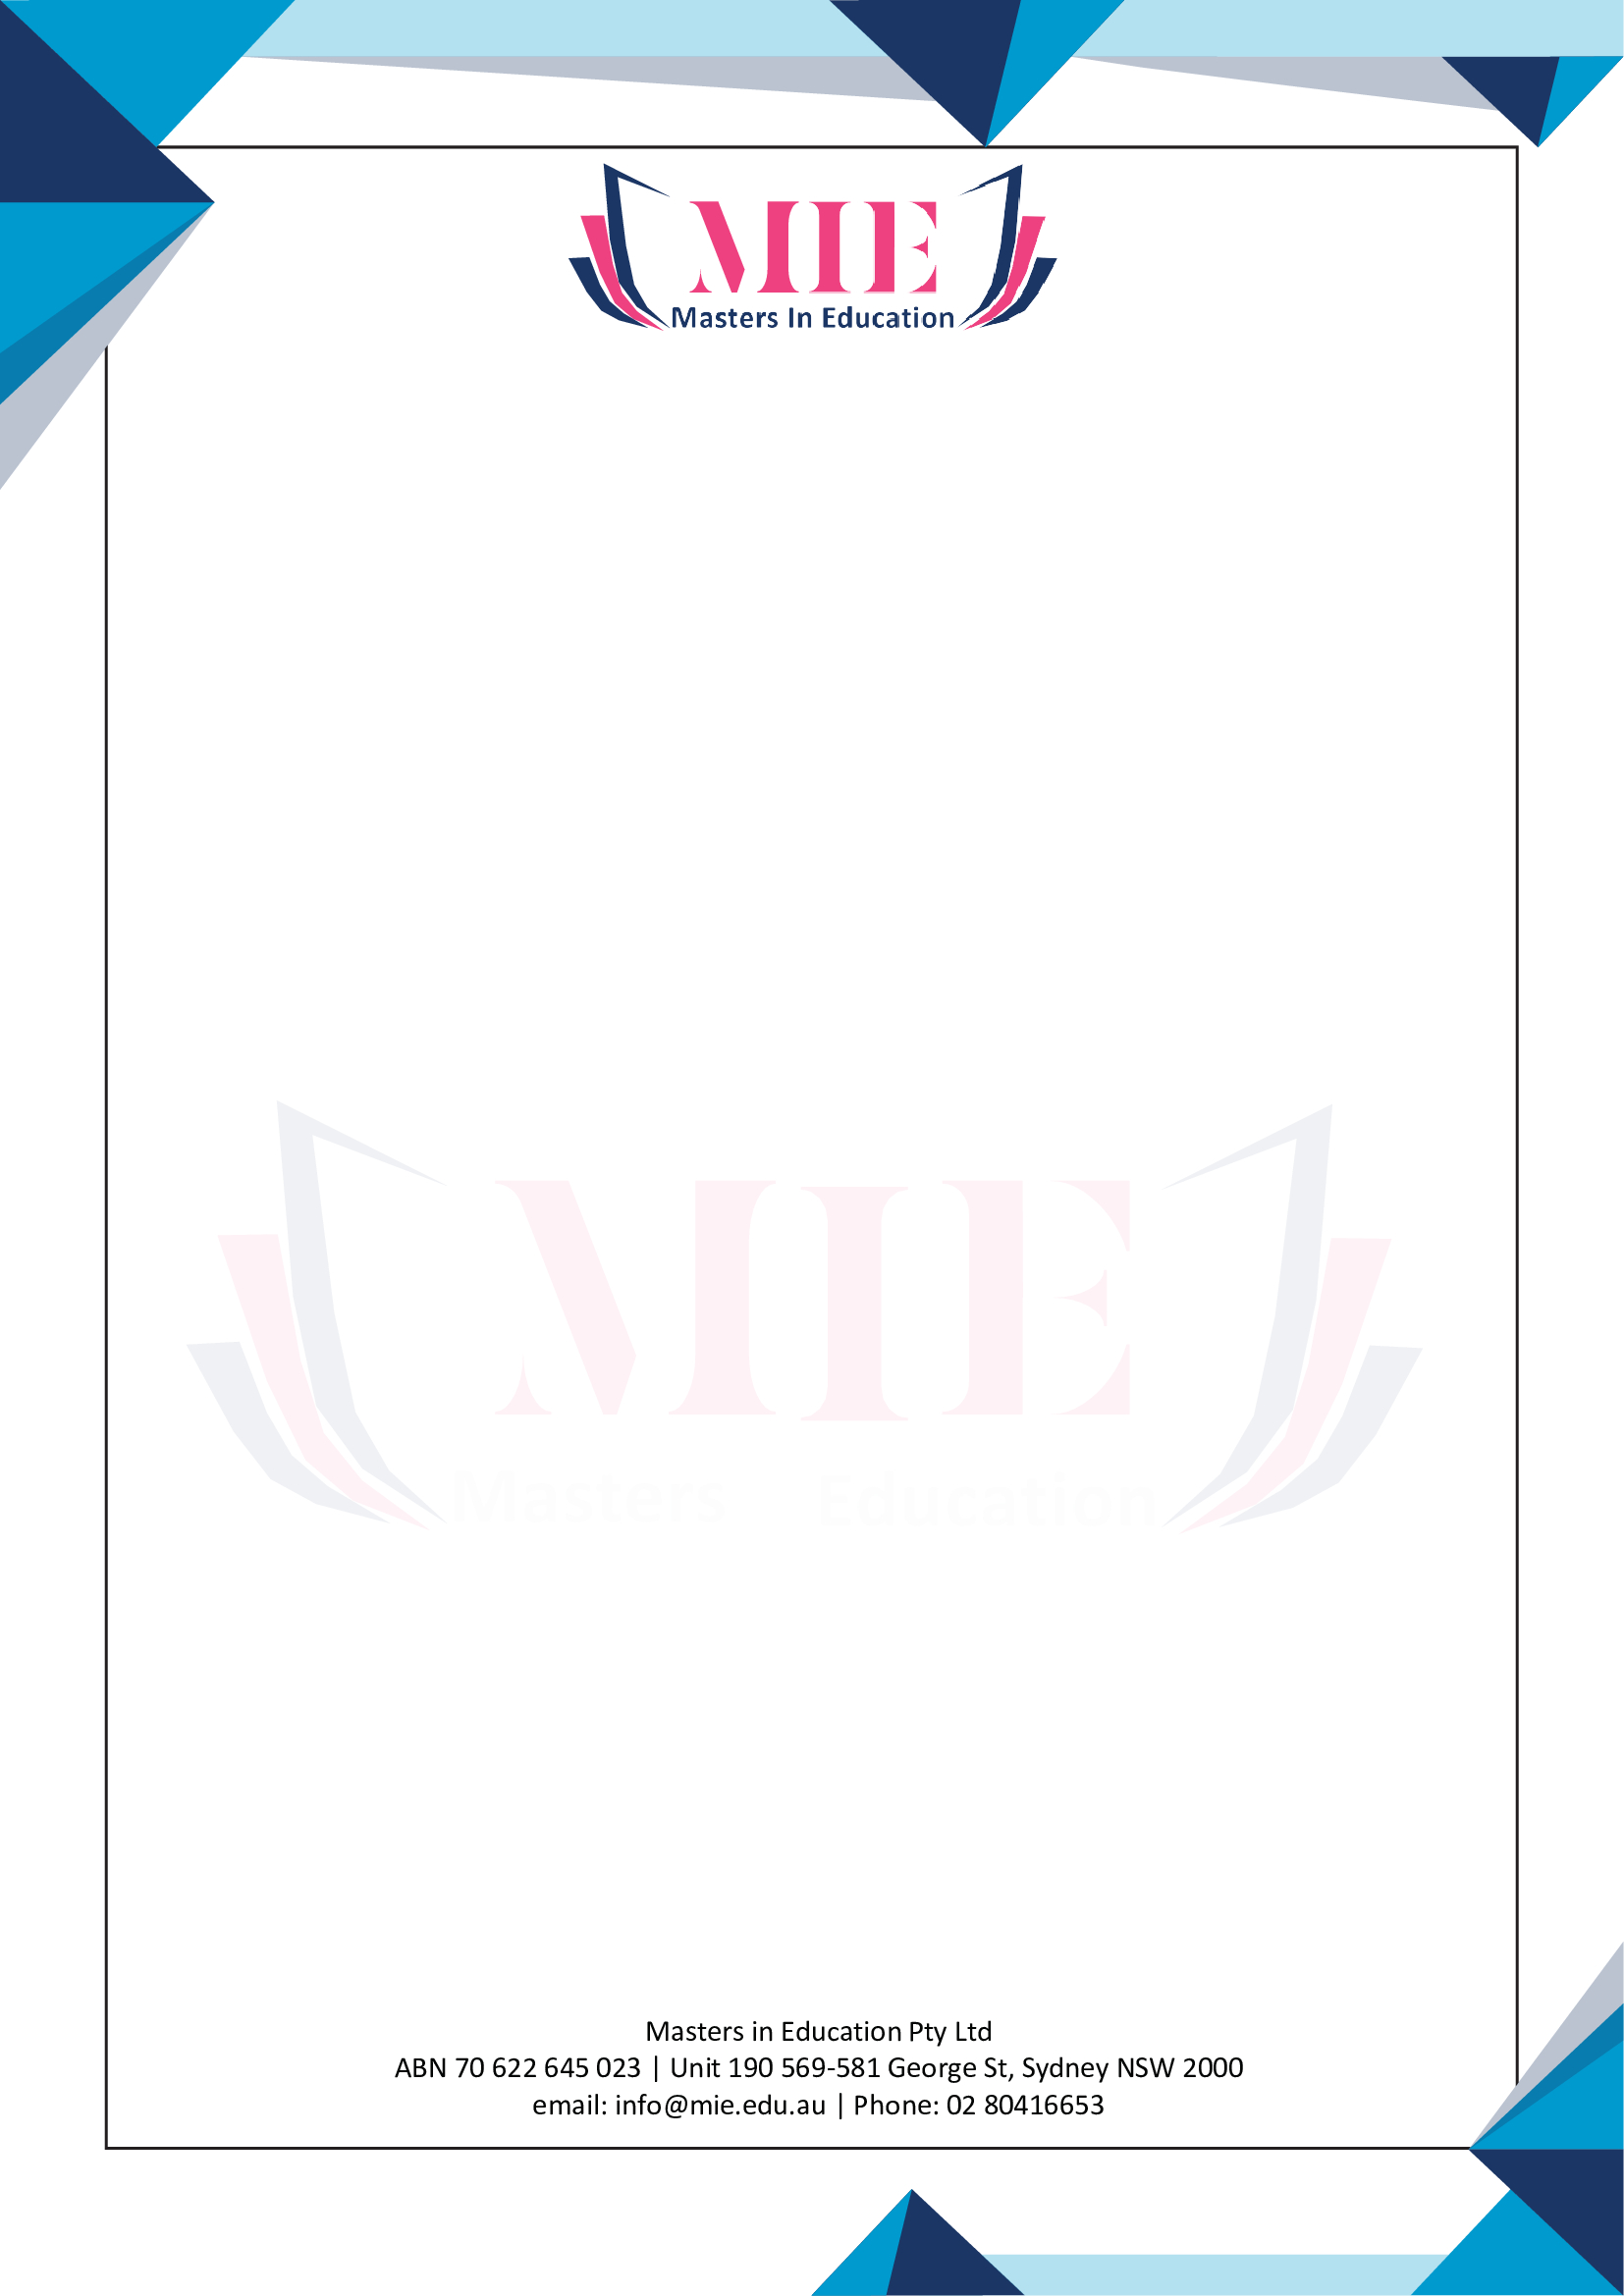 MIE
Masters In Education
MIE
Masters Education
Masters in Education Pty Ltd
ABN 70 622 645 023 | Unit 190 569-581 George St, Sydney NSW 2000
email: info@mie.edu.au | Phone: 02 80416653